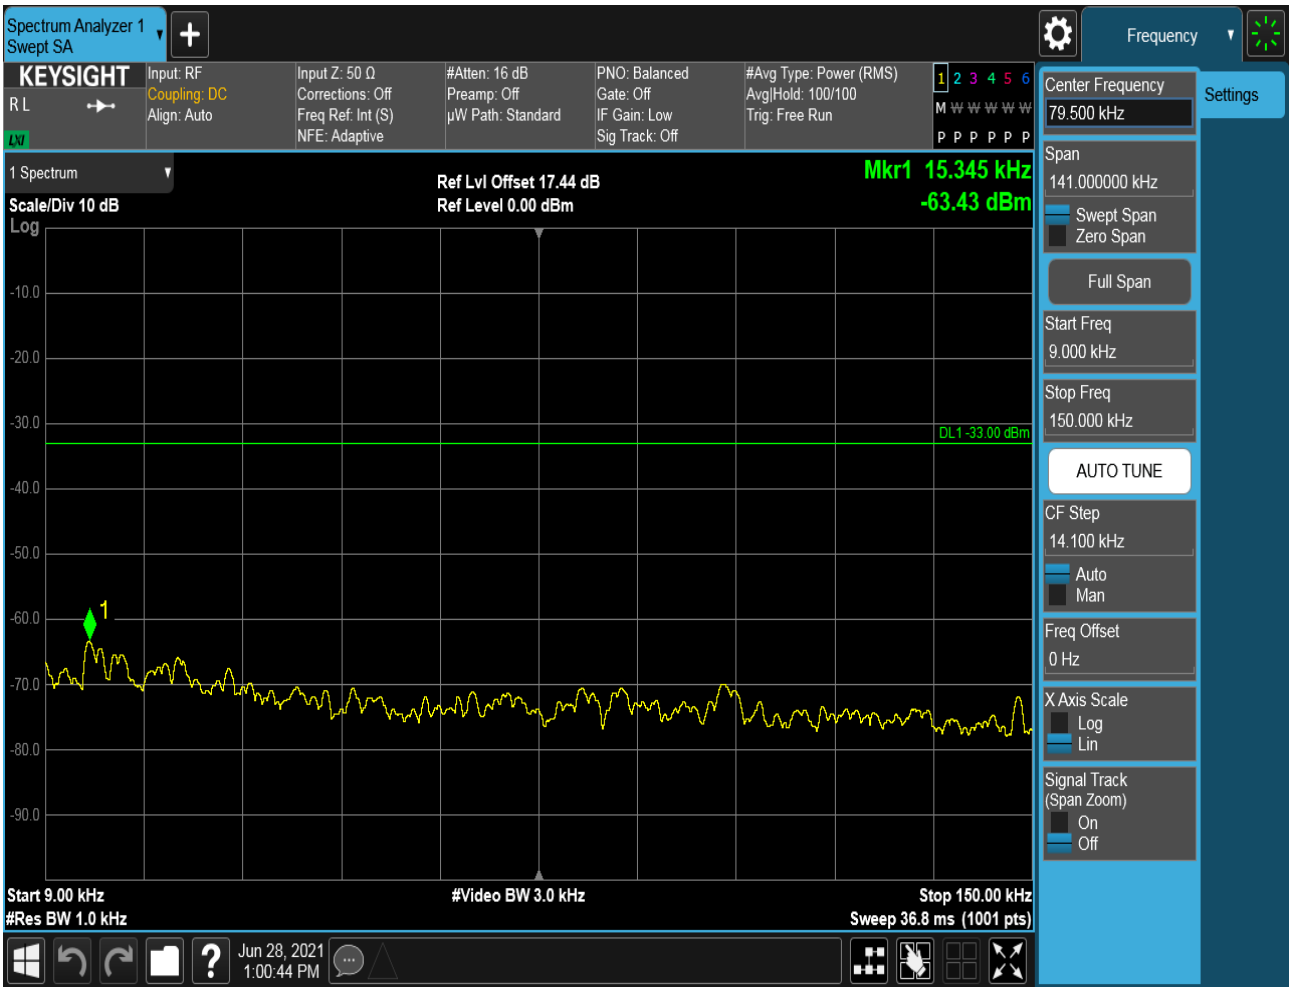 Spectrum Analyzer 1
Swept SA
Frequency
KEYSIGHT
R L
LXI
Input: RF
Coupling: DC
Align: Auto
Input Z: 50 Ω
Corrections: Off
Freq Ref: Int (S)
NFE: Adaptive
#Atten: 16 dB
Preamp: Off
µW Path: Standard
PNO: Balanced
Gate: Off
IF Gain: Low
Sig Track: Off
#Avg Type: Power (RMS)
Avg|Hold: 100/100
Trig: Free Run
1 2 3 4 5 6
M W W W W W
P P P P P P
1 Spectrum
Scale/Div 10 dB
Log
Ref Lvl Offset 17.44 dB
Ref Level 0.00 dBm
Mkr1 15.345 kHz
-63.43 dBm
-10.0
-20.0
-30.0
DL1 -33.00 dBm
-40.0
-50.0
1
-60.0
-70.0
-80.0
-90.0
Start 9.00 kHz
#Video BW 3.0 kHz
Stop 150.00 kHz
#Res BW 1.0 kHz
Sweep 36.8 ms (1001 pts)
?
Jun 28, 2021
1:00:44 PM
Center Frequency
79.500 kHz
Settings
Span
141.000000 kHz
Swept Span
Zero Span
Full Span
Start Freq
9.000 kHz
Stop Freq
150.000 kHz
AUTO TUNE
CF Step
14.100 kHz
Auto
Man
Freq Offset
0 Hz
X Axis Scale
Log
Lin
Signal Track
(Span Zoom)
On
Off